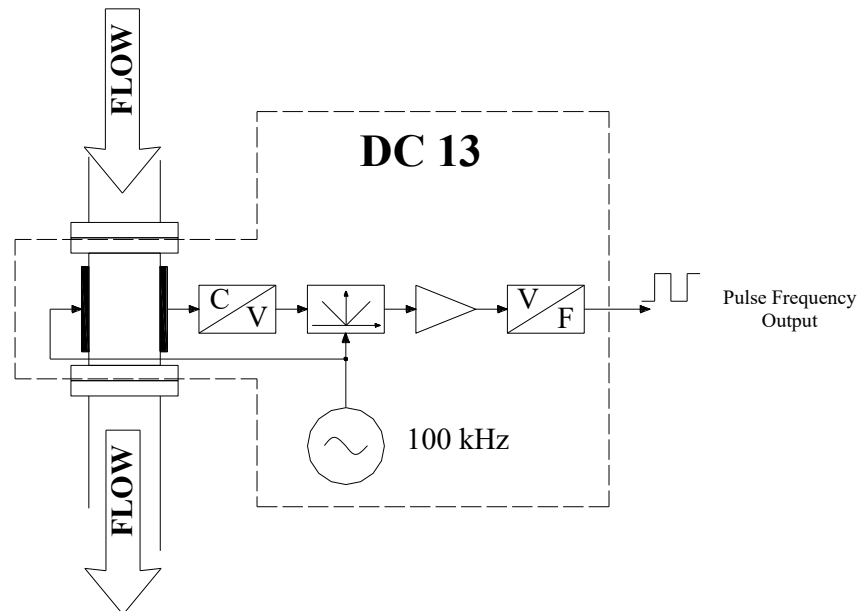 FLOW
DC 13
C
V
V
F
Pulse Frequency
Output
100 kHz
FLOW